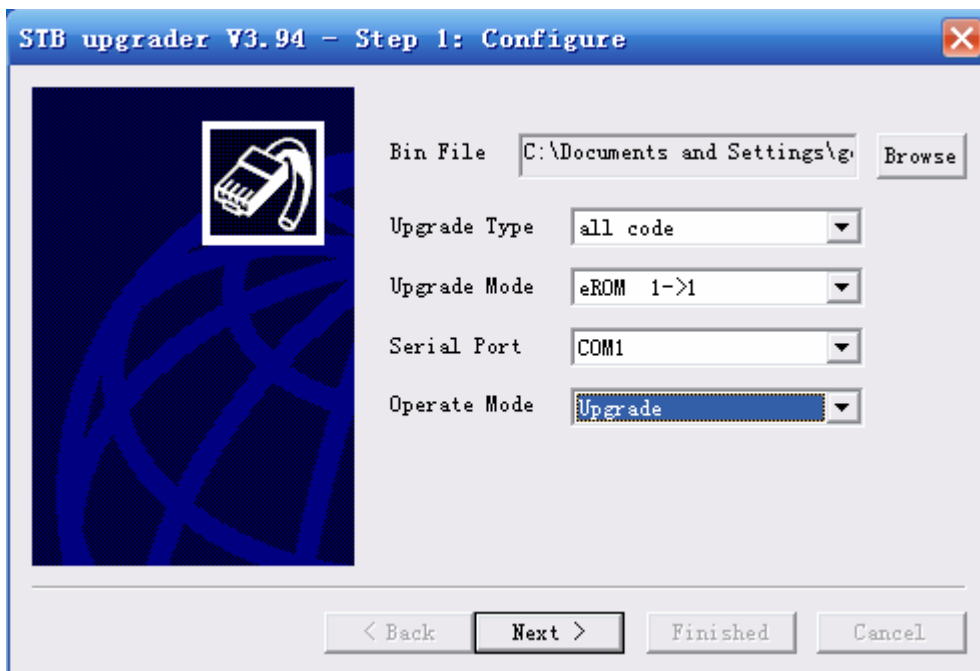 STB upgrader V3.94 - Step 1: Configure
Bin File C:\Documents and Settings\g Browse
Upgrade Type all code
Upgrade Mode eROM 1->1
Serial Port COM1
Operate Mode Upgrade
< Back Next > Finished Cancel